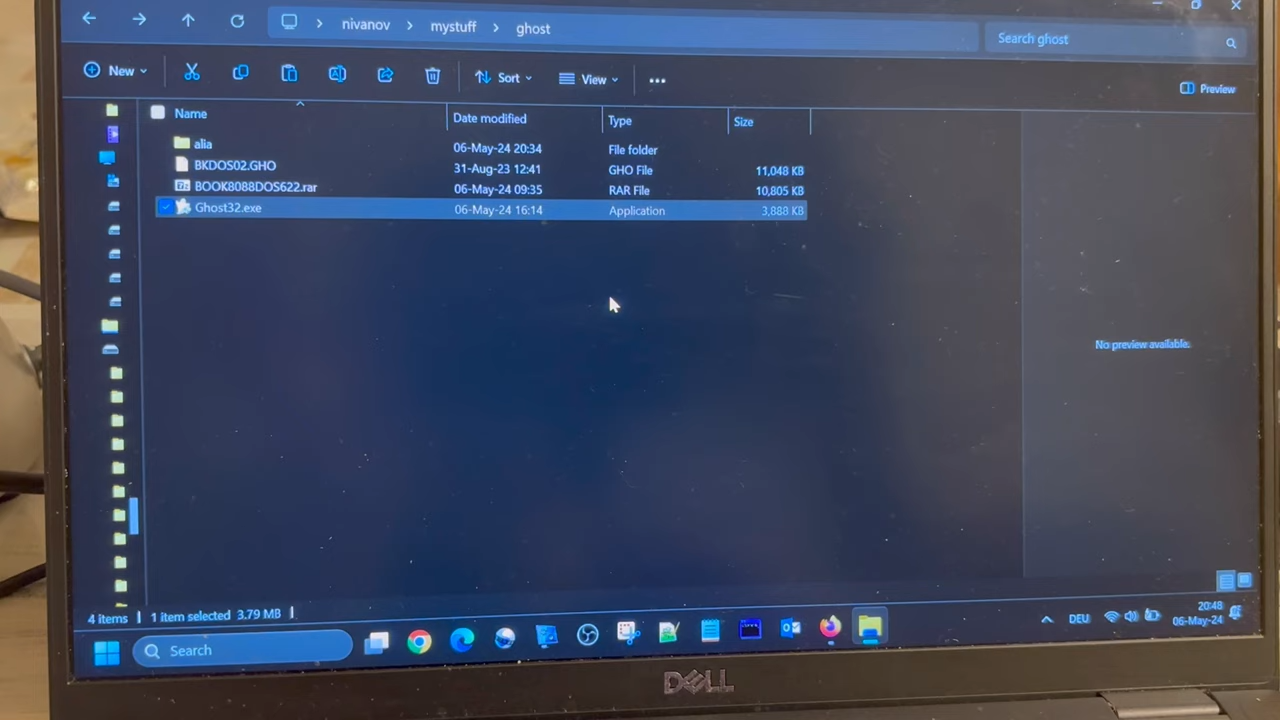 nivanov > mystuff > ghost
Search ghost
New
Sort
View
Preview
Name
Date modified
Type
Size
alia
06-May-24 20:34
File folder
BKDOS02.GHO
31-Aug-23 12:41
GHO File
11,048 KB
BOOK8088DOS622.rar
06-May-24 09:35
RAR File
10,805 KB
Ghost32.exe
06-May-24 16:14
Application
3,888 KB
No preview available.
4 items
1 item selected 3.79 MB
Search
DEU
20:48
06-May-24
DELL